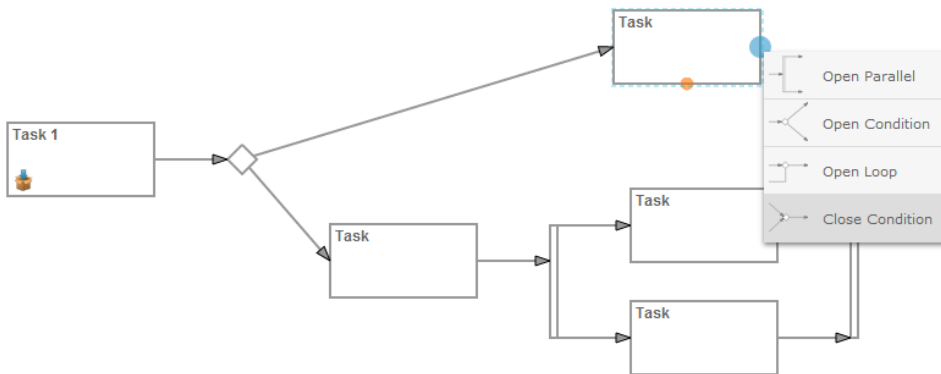 Task
Open Parallel
Open Condition
Task 1
Open Loop
Task
Close Condition
Task
Task